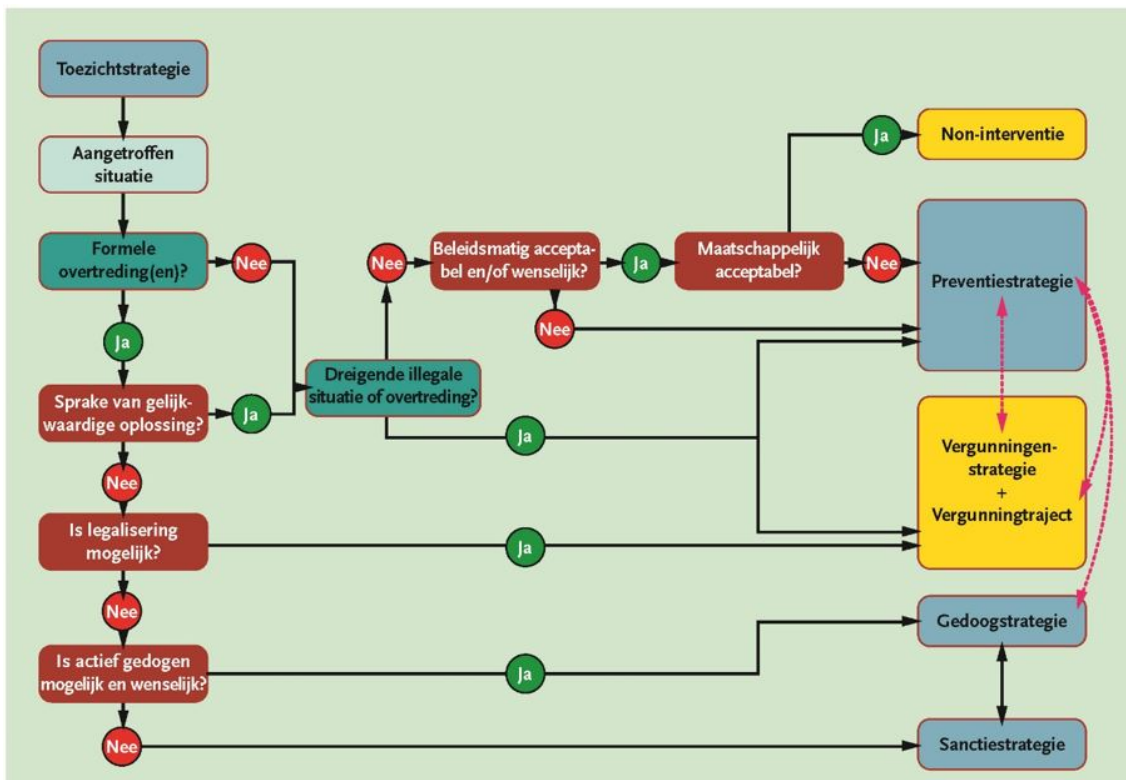 Toezichtstrategie
Aangetroffen
situatie
Formele
overtreding(en)?
Nee
Ja
Sprake van gelijk-
waardige oplossing?
Ja
Nee
Is legalisering
mogelijk?
Ja
Nee
Is actief gedogen
mogelijk en wenselijk?
Ja
Nee
Dreigende illegale
situatie of overtreding?
Nee
Ja
Beleidsmatig accepta-
bel en/of wenselijk?
Ja
Nee
Maatschappelijk
acceptabel?
Ja
Nee
Non-interventie
Preventiestrategie
Vergunningen-
strategie
+
Vergunningtraject
Gedoogstrategie
Sanctiestrategie